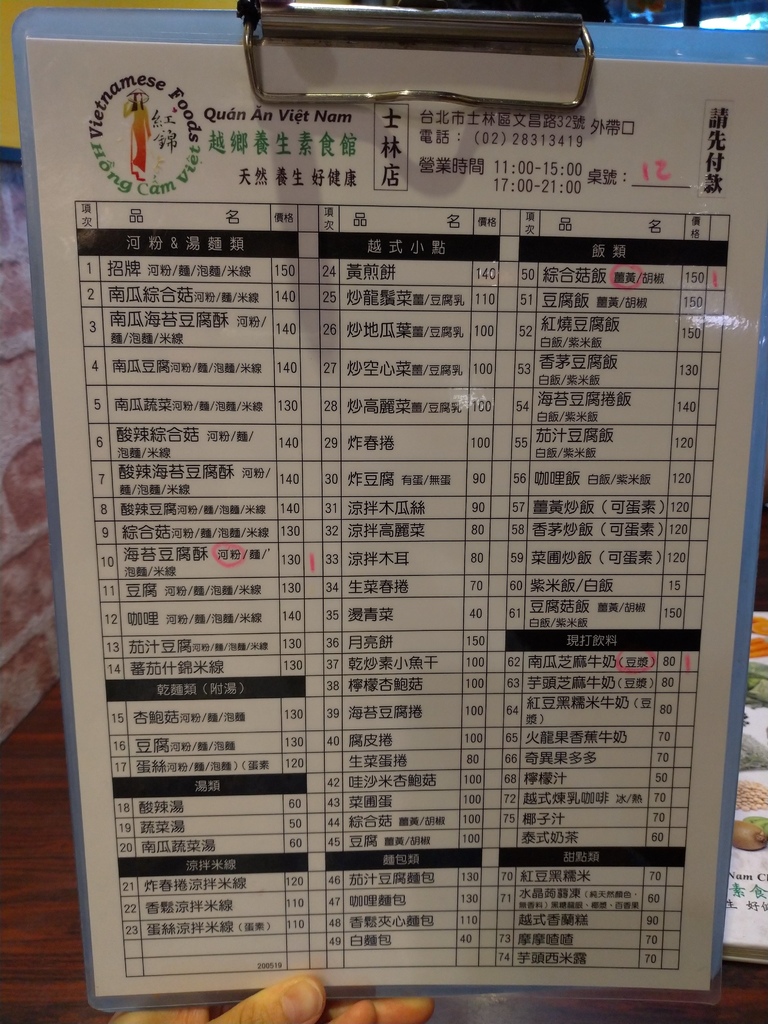 Vietnamese Foods
紅錦
Hồng Cẩm Việt
Quán Ăn Việt Nam
越鄉養生素食館
天然 養生 好健康
士林店
台北市士林區文昌路32號 外帶口
電話：(02)28313419
營業時間 11:00-15:00
17:00-21:00
桌號：12
請先付款
項次 品名 價格
河粉&湯麵類
1 招牌 河粉/麵/泡麵/米線 150
2 南瓜綜合菇河粉/麵/泡麵/米線 140
3 南瓜海苔豆腐酥 河粉/
麵/泡麵/米線 140
4 南瓜豆腐河粉/麵/泡麵/米線 140
5 南瓜蔬菜河粉/麵/泡麵/米線 130
6 酸辣綜合菇 河粉/麵/
泡麵/米線 140
7 酸辣海苔豆腐酥 河粉/
麵/泡麵/米線 140
8 酸辣豆腐河粉/麵/泡麵/米線 140
9 綜合菇河粉/麵/泡麵/米線 130
10 海苔豆腐酥 河粉/麵/
泡麵/米線 130 1
11 豆腐 河粉/麵/泡麵/米線 130
12 咖哩 河粉/麵/泡麵/米線 140
13 茄汁豆腐河粉/麵/泡麵/米線 130
14 蕃茄什錦米線 130
乾麵類(附湯)
15 杏鮑菇河粉/麵/泡麵 130
16 豆腐河粉/麵/泡麵 130
17 蛋絲河粉/麵/泡麵)(蛋素 120
湯類
18 酸辣湯 60
19 蔬菜湯 50
20 南瓜蔬菜湯 60
涼拌米線
21 炸春捲涼拌米線 120
22 香鬆涼拌米線 110
23 蛋絲涼拌米線(蛋素) 110
200519
項次 品名 價格
越式小點
24 黃煎餅 140
25 炒龍鬚菜薑/豆腐乳 110
26 炒地瓜葉薑/豆腐乳 100
27 炒空心菜薑/豆腐乳 100
28 炒高麗菜薑/豆腐乳 100
29 炸春捲 100
30 炸豆腐 有蛋/無蛋 90
31 涼拌木瓜絲 90
32 涼拌高麗菜 80
33 涼拌木耳 80
34 生菜春捲 70
35 燙青菜 40
36 月亮餅 150
37 乾炒素小魚干 100
38 檸檬杏鮑菇 100
39 海苔豆腐捲 100
40 腐皮捲 100
生菜蛋捲 80
42 哇沙米杏鮑菇 100
43 菜圃蛋 100
44 綜合菇 薑黃/胡椒 100
45 豆腐 薑黃/胡椒 100
麵包類
46 茄汁豆腐麵包 130
47 咖哩麵包 130
48 香鬆夾心麵包 110
49 白麵包 40
項次 品名 價格
飯類
50 綜合菇飯 薑黃/胡椒 150 1
51 豆腐飯 薑黃/胡椒 150
52 紅燒豆腐飯
白飯/紫米飯 150
53 香茅豆腐飯
白飯/紫米飯 130
54 海苔豆腐捲飯
白飯/紫米飯 140
55 茄汁豆腐飯
白飯/紫米飯 120
56 咖哩飯 白飯/紫米飯 120
57 薑黃炒飯(可蛋素) 120
58 香茅炒飯(可蛋素) 120
59 菜圃炒飯(可蛋素) 120
60 紫米飯/白飯 15
61 豆腐菇飯 薑黃/胡椒
白飯/紫米飯 150
現打飲料
62 南瓜芝麻牛奶(豆漿) 80 1
63 芋頭芝麻牛奶(豆漿) 80
64 紅豆黑糯米牛奶(豆
漿) 80
65 火龍果香蕉牛奶 70
66 奇異果多多 70
68 檸檬汁 50
72 越式煉乳咖啡 冰/熱 70
75 椰子汁 70
泰式奶茶 60
甜點類
70 紅豆黑糯米 70
71 水晶蒟蒻凍(純天然顏色，
無香料)黑糖龍眼、椰漿、百香果 60
越式香蘭糕 90
73 摩摩喳喳 70
74 芋頭西米露 70